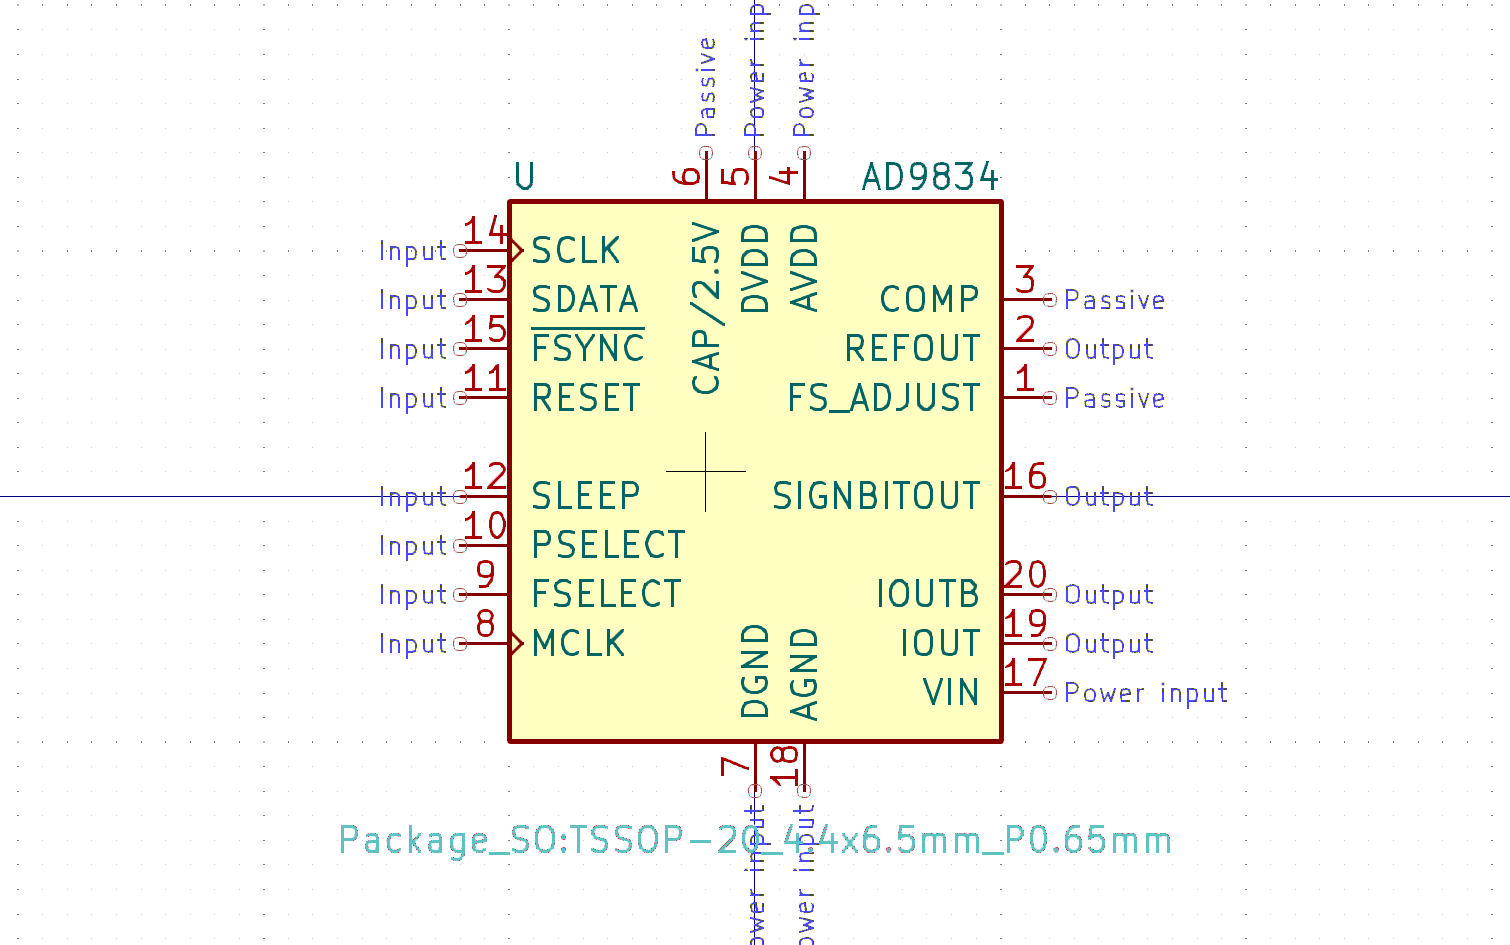 Passive
Power inp
Power inp
6
5
4
U
AD9834
CAP/2.5V
DVDD
AVDD
Input 14 SCLK
Input 13 SDATA
Input 15 FSYNC
Input 11 RESET
Input 12 SLEEP
Input 10 PSELECT
Input 9 FSELECT
Input 8 MCLK
COMP 3 Passive
REFOUT 2 Output
FS_ADJUST 1 Passive
SIGNBITOUT 16 Output
IOUTB 20 Output
IOUT 19 Output
VIN 17 Power input
DGND
AGND
7
18
ower input
ower input
Package_SO:TSSOP-20_4.4x6.5mm_P0.65mm